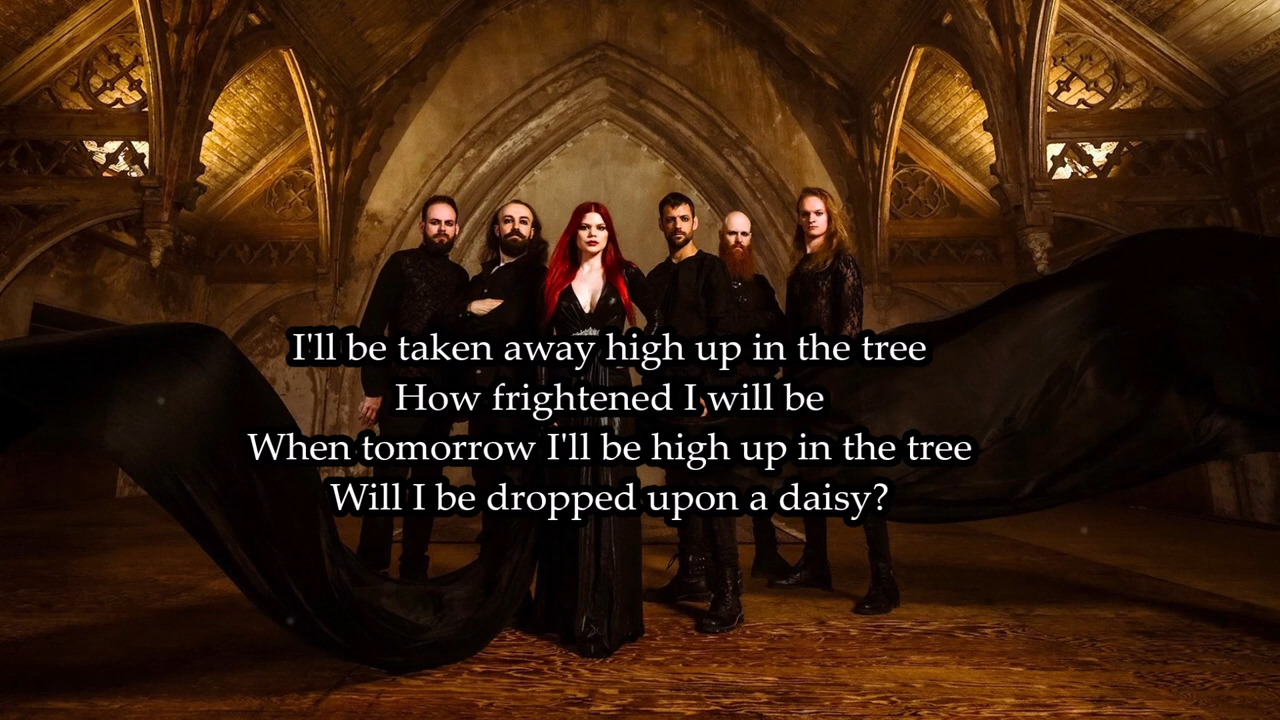 I'll be taken away high up in the tree
How frightened I will be
When tomorrow I'll be high up in the tree
Will I be dropped upon a daisy?